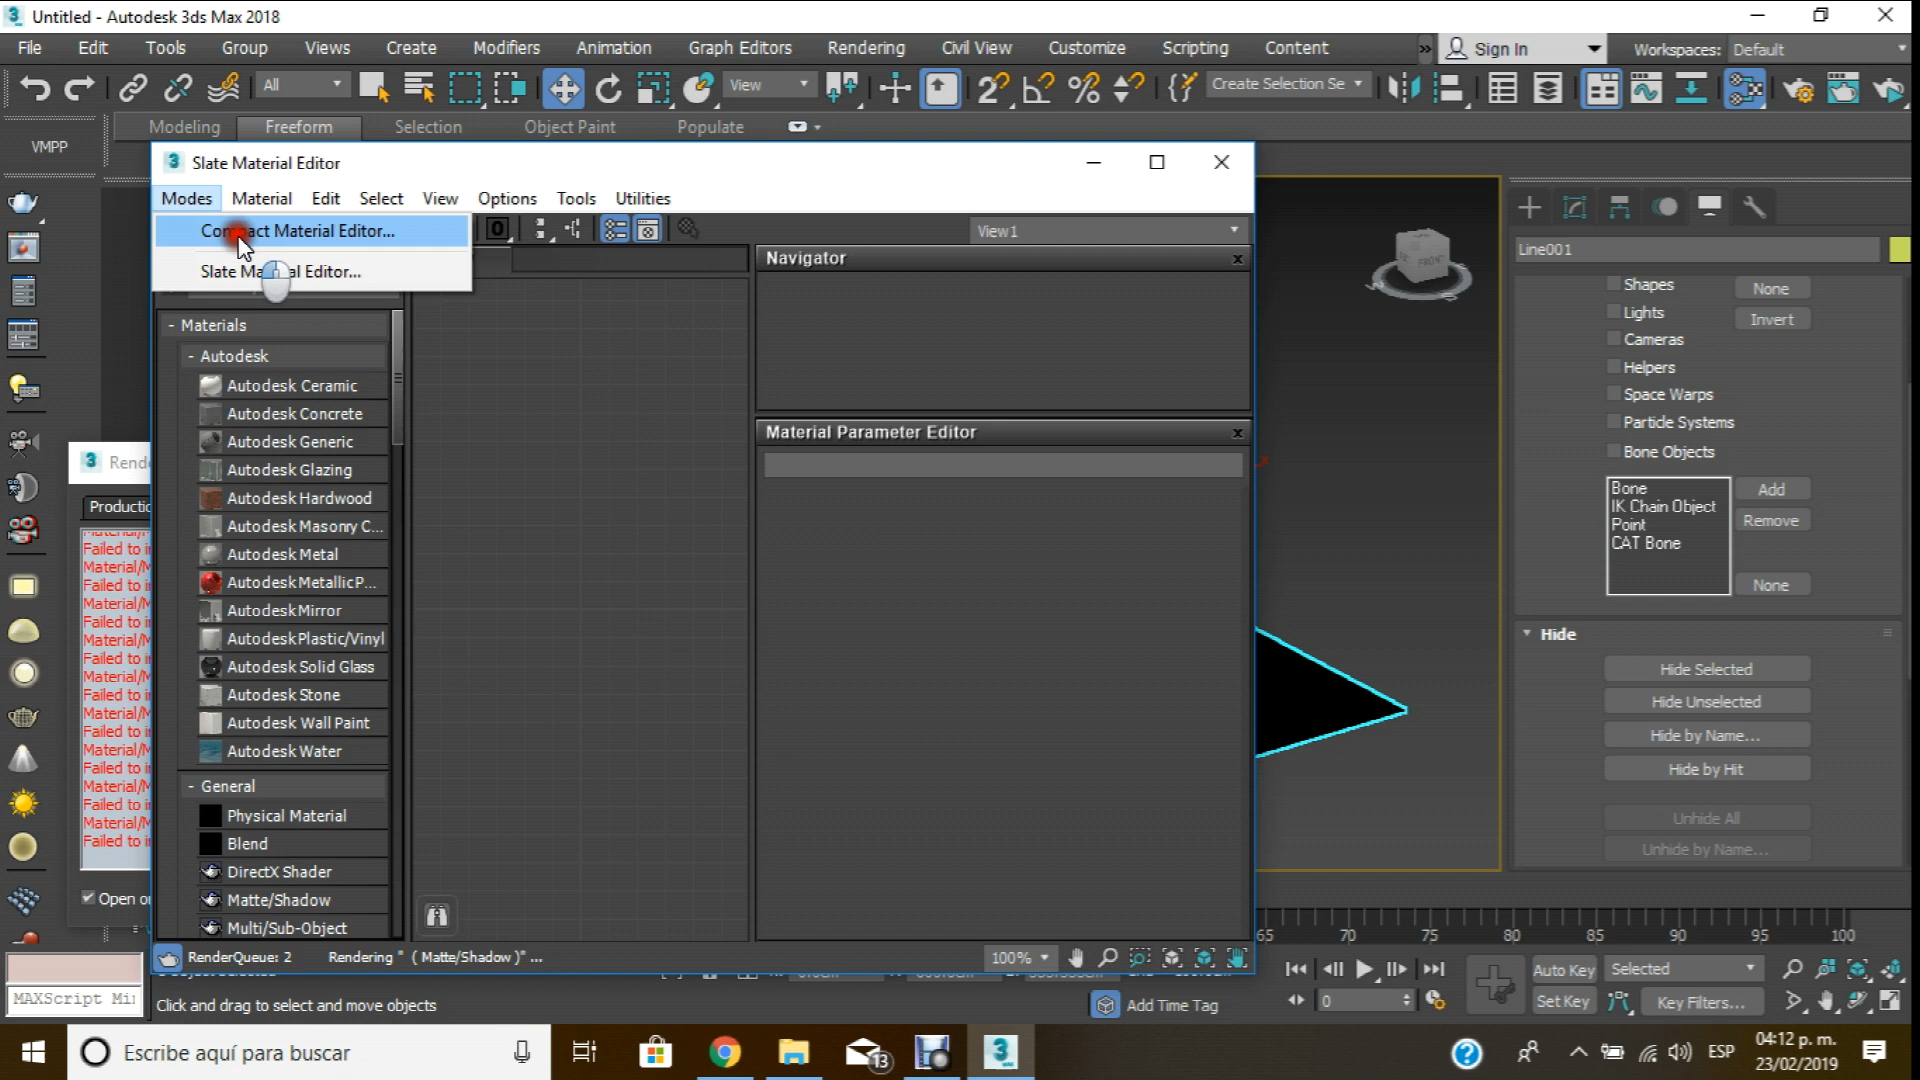 Untitled - Autodesk 3ds Max 2018
File Edit Tools Group Views Create Modifiers Animation Graph Editors Rendering Civil View Customize Scripting Content
Sign In
Workspaces: Default
All
View
Create Selection Se
VMPP
Modeling Freeform Selection Object Paint Populate
Slate Material Editor
Modes Material Edit Select View Options Tools Utilities
Compact Material Editor...
Slate Material Editor...
View1
Navigator
Material Parameter Editor
- Materials
- Autodesk
Autodesk Ceramic
Autodesk Concrete
Autodesk Generic
Autodesk Glazing
Autodesk Hardwood
Autodesk Masonry C...
Autodesk Metal
Autodesk Metallic P...
Autodesk Mirror
Autodesk Plastic/Vinyl
Autodesk Solid Glass
Autodesk Stone
Autodesk Wall Paint
Autodesk Water
- General
Physical Material
Blend
DirectX Shader
Matte/Shadow
Multi/Sub-Object
RenderQueue: 2 Rendering " ( Matte/Shadow )" ...
100%
FRONT
Line001
Shapes
Lights
Cameras
Helpers
Space Warps
Particle Systems
Bone Objects
None
Invert
Bone
IK Chain Object
Point
CAT Bone
Add
Remove
None
Hide
Hide Selected
Hide Unselected
Hide by Name...
Hide by Hit
Unhide All
Unhide by Name...
65 70 75 80 85 90 95 100
0
Auto Key Selected
Set Key Key Filters...
MAXScript Mi
Click and drag to select and move objects
Add Time Tag
Escribe aquí para buscar
13
ESP
04:12 p. m.
23/02/2019